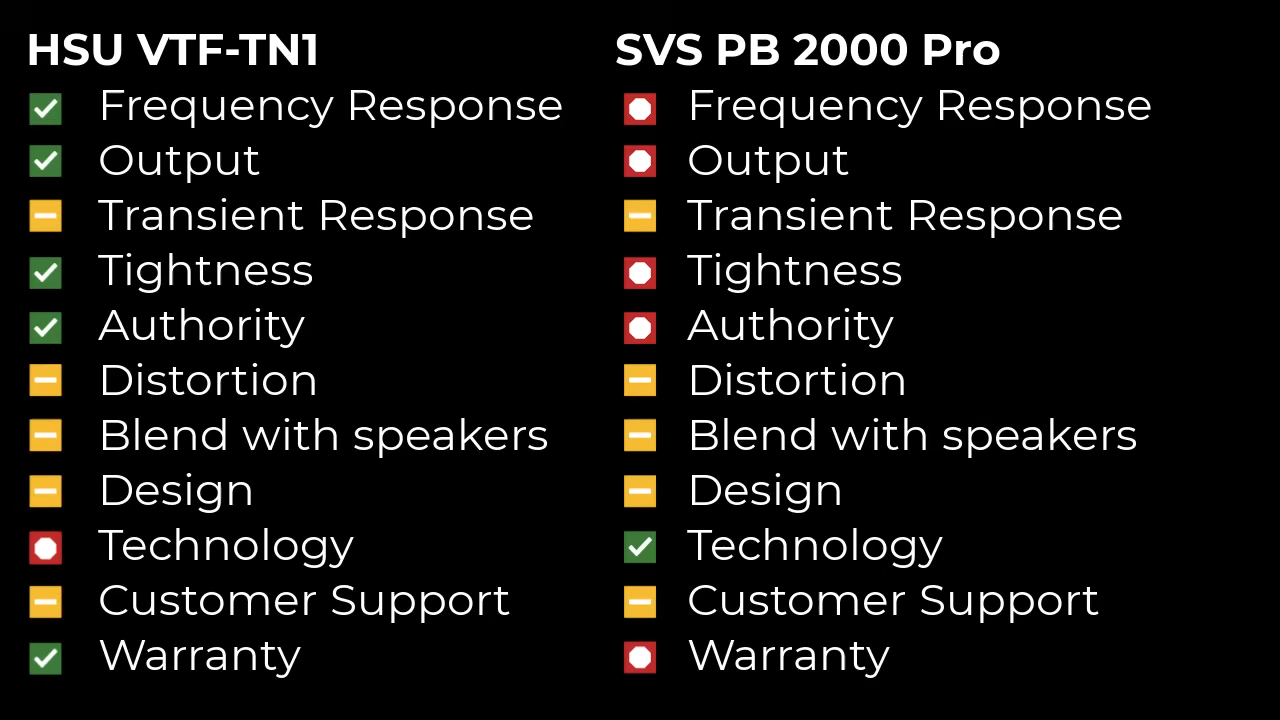 HSU VTF-TN1
Frequency Response
Output
Transient Response
Tightness
Authority
Distortion
Blend with speakers
Design
Technology
Customer Support
Warranty
SVS PB 2000 Pro
Frequency Response
Output
Transient Response
Tightness
Authority
Distortion
Blend with speakers
Design
Technology
Customer Support
Warranty